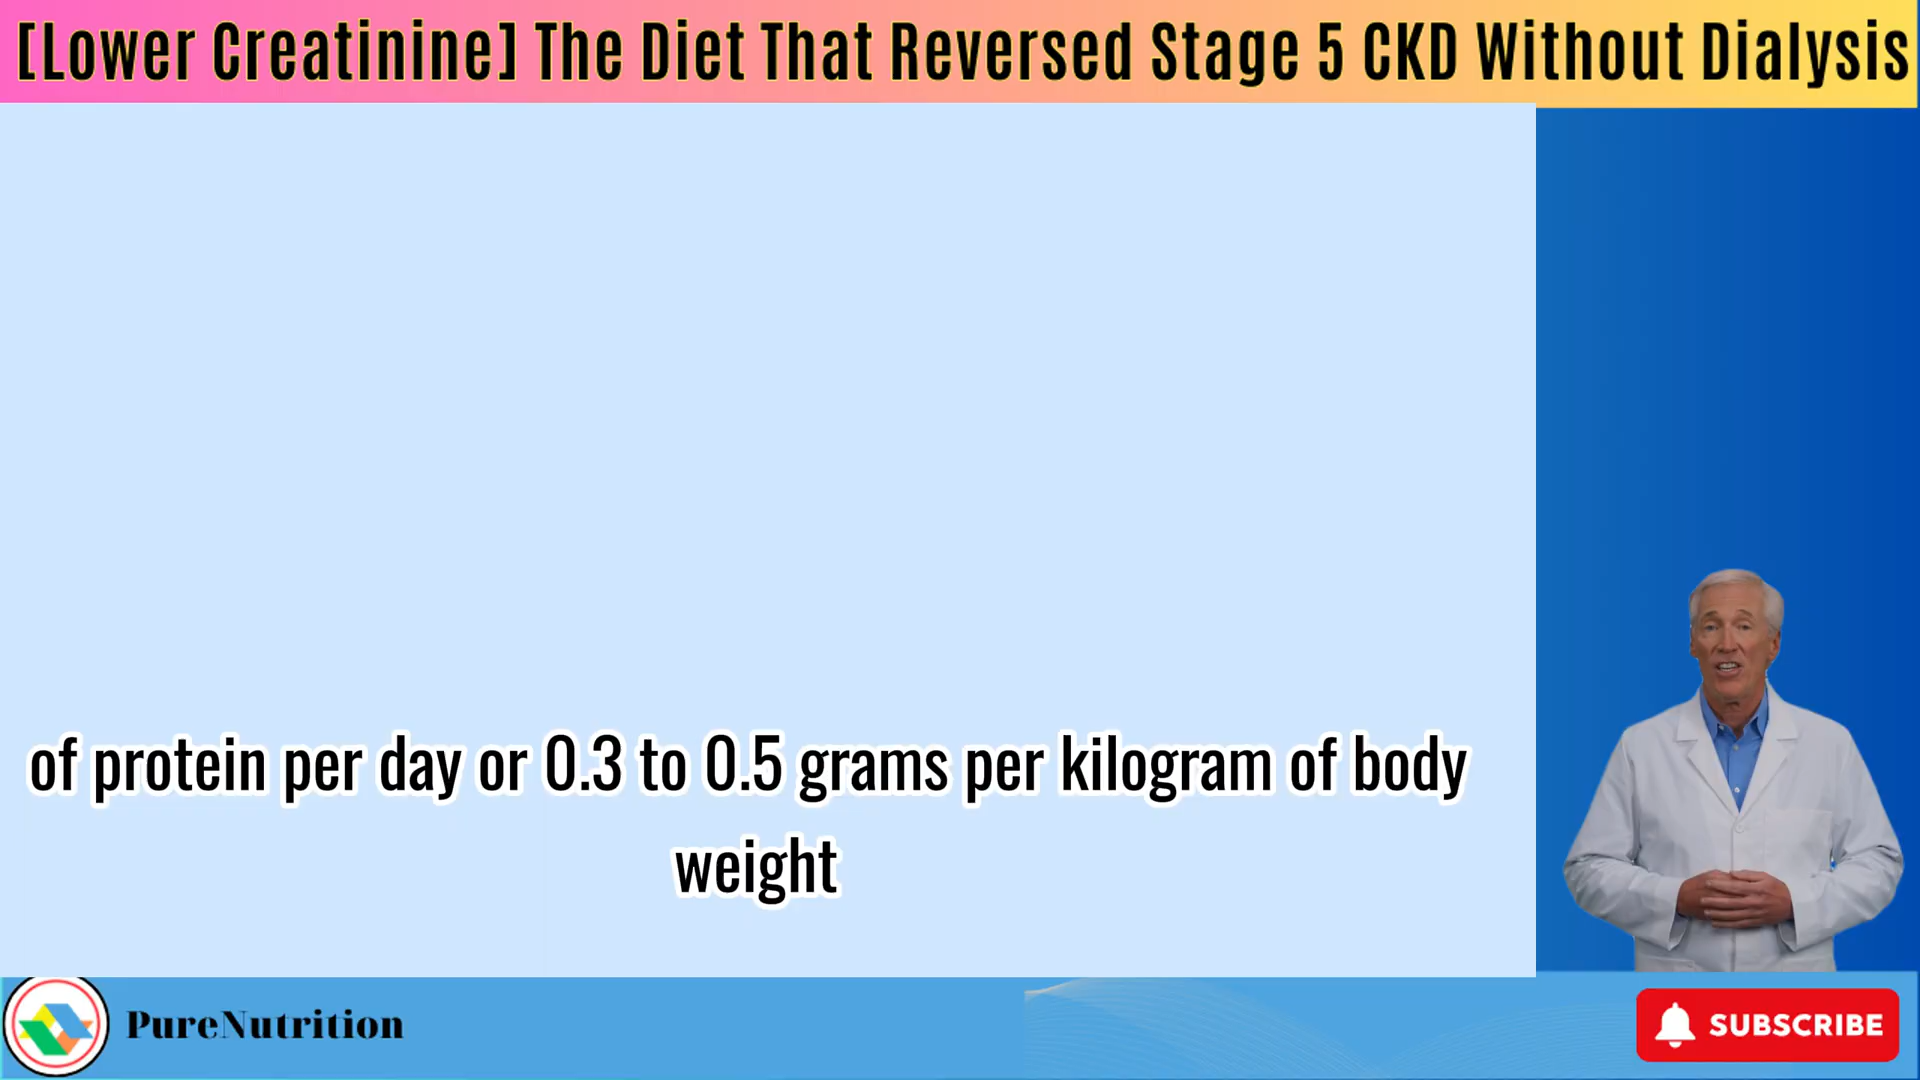 [Lower Creatinine] The Diet That Reversed Stage 5 CKD Without Dialysis
of protein per day or 0.3 to 0.5 grams per kilogram of body
weight
PureNutrition
SUBSCRIBE